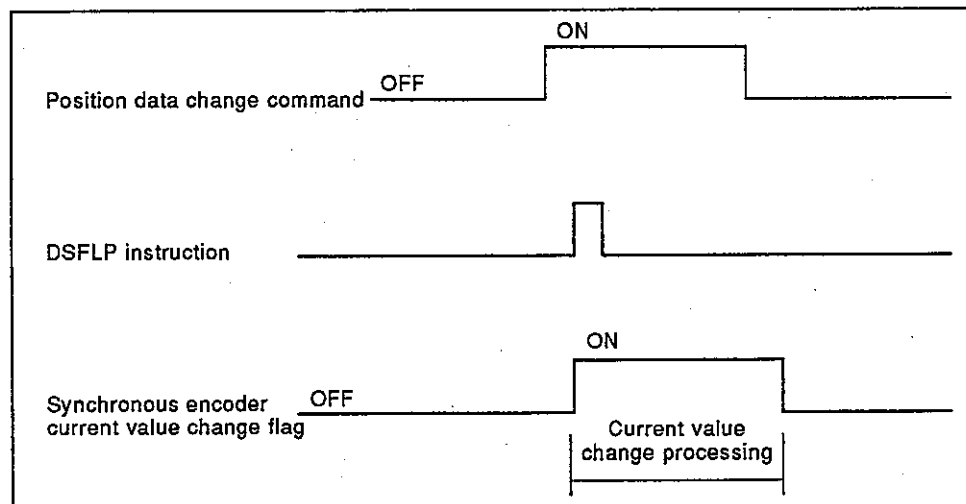 ON
OFF
Position data change command
DSFLP instruction
ON
OFF
Synchronous encoder
current value change flag
Current value
change processing